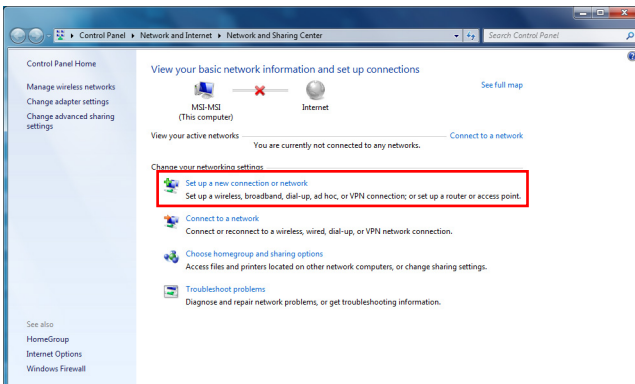 Control Panel ▸ Network and Internet ▸ Network and Sharing Center
Search Control Panel
Control Panel Home
Manage wireless networks
Change adapter settings
Change advanced sharing
settings
View your basic network information and set up connections
See full map
MSI-MSI
(This computer)
Internet
View your active networks
Connect to a network
You are currently not connected to any networks.
Change your networking settings
Set up a new connection or network
Set up a wireless, broadband, dial-up, ad hoc, or VPN connection; or set up a router or access point.
Connect to a network
Connect or reconnect to a wireless, wired, dial-up, or VPN network connection.
Choose homegroup and sharing options
Access files and printers located on other network computers, or change sharing settings.
Troubleshoot problems
Diagnose and repair network problems, or get troubleshooting information.
See also
HomeGroup
Internet Options
Windows Firewall